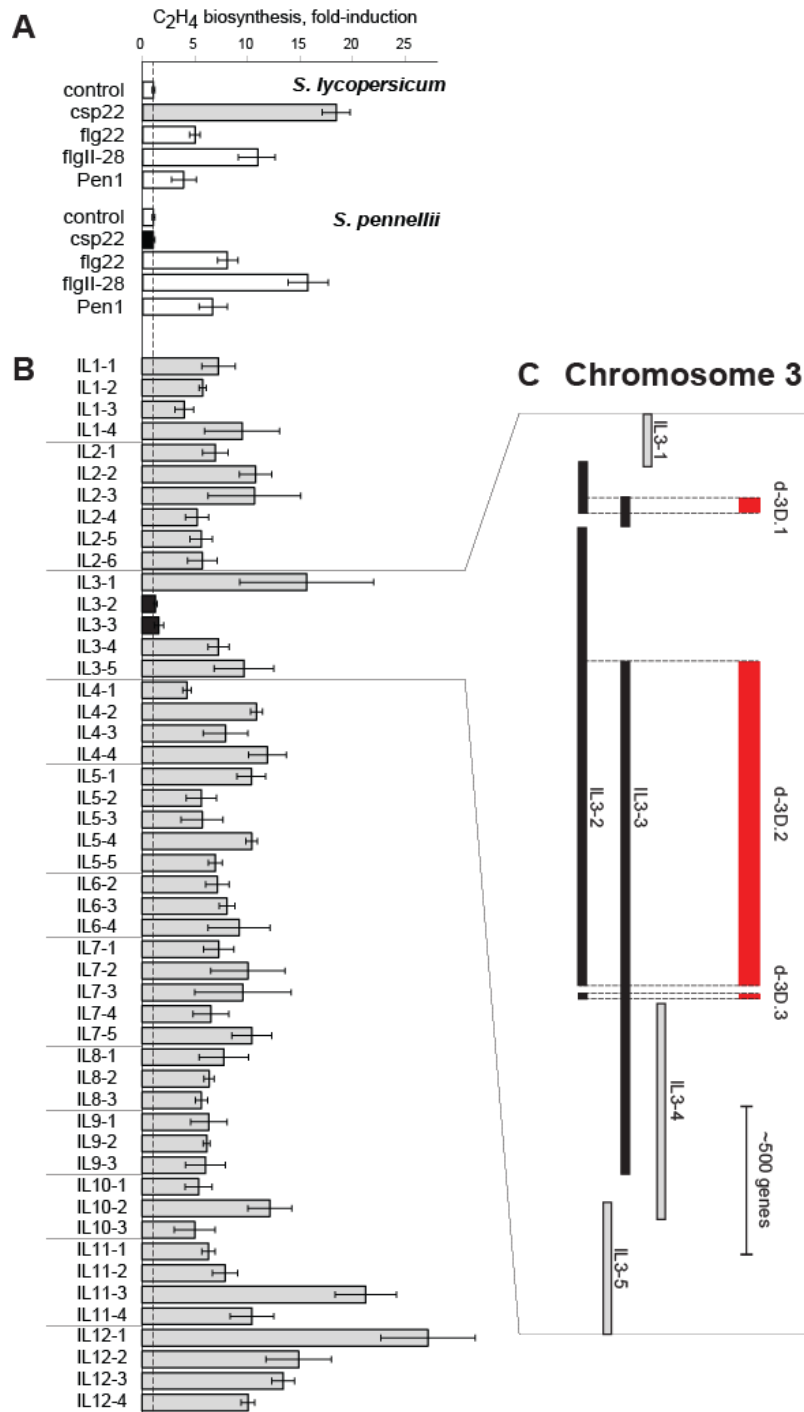 A
C2H4 biosynthesis, fold-induction
0 5 10 15 20 25
S. lycopersicum
control
csp22
flg22
flgII-28
Pen1
S. pennellii
control
csp22
flg22
flgII-28
Pen1
B
IL1-1
IL1-2
IL1-3
IL1-4
IL2-1
IL2-2
IL2-3
IL2-4
IL2-5
IL2-6
IL3-1
IL3-2
IL3-3
IL3-4
IL3-5
IL4-1
IL4-2
IL4-3
IL4-4
IL5-1
IL5-2
IL5-3
IL5-4
IL5-5
IL6-2
IL6-3
IL6-4
IL7-1
IL7-2
IL7-3
IL7-4
IL7-5
IL8-1
IL8-2
IL8-3
IL9-1
IL9-2
IL9-3
IL10-1
IL10-2
IL10-3
IL11-1
IL11-2
IL11-3
IL11-4
IL12-1
IL12-2
IL12-3
IL12-4
C Chromosome 3
IL3-1
d-3D.1
IL3-2
IL3-3
d-3D.2
d-3D.3
IL3-4
~500 genes
IL3-5